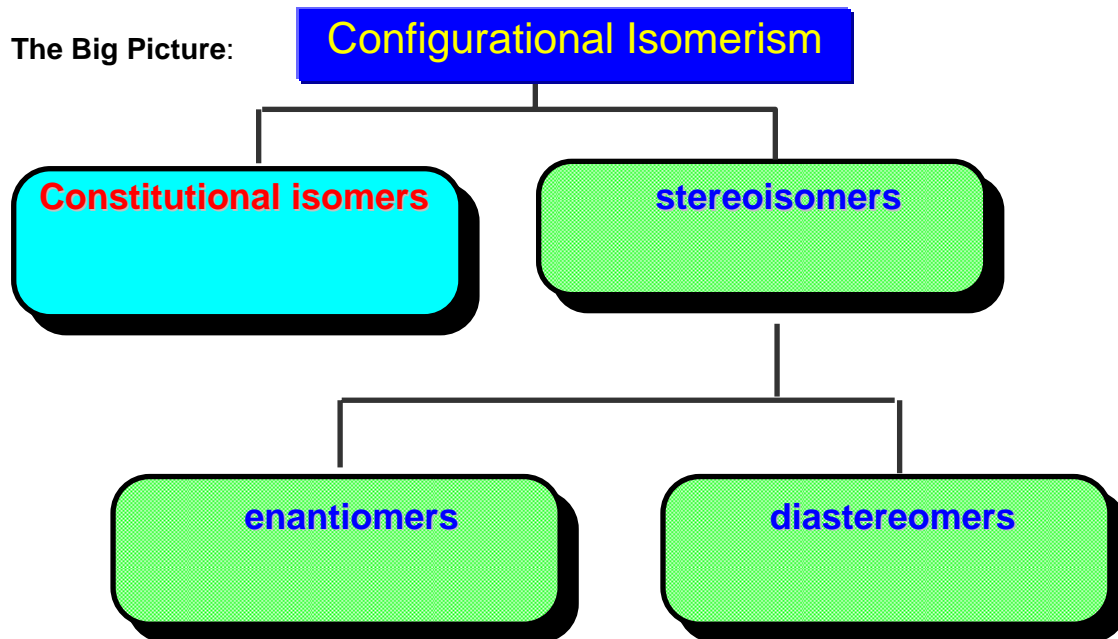 The Big Picture:
Configurational Isomerism
Constitutional isomers
stereoisomers
enantiomers
diastereomers